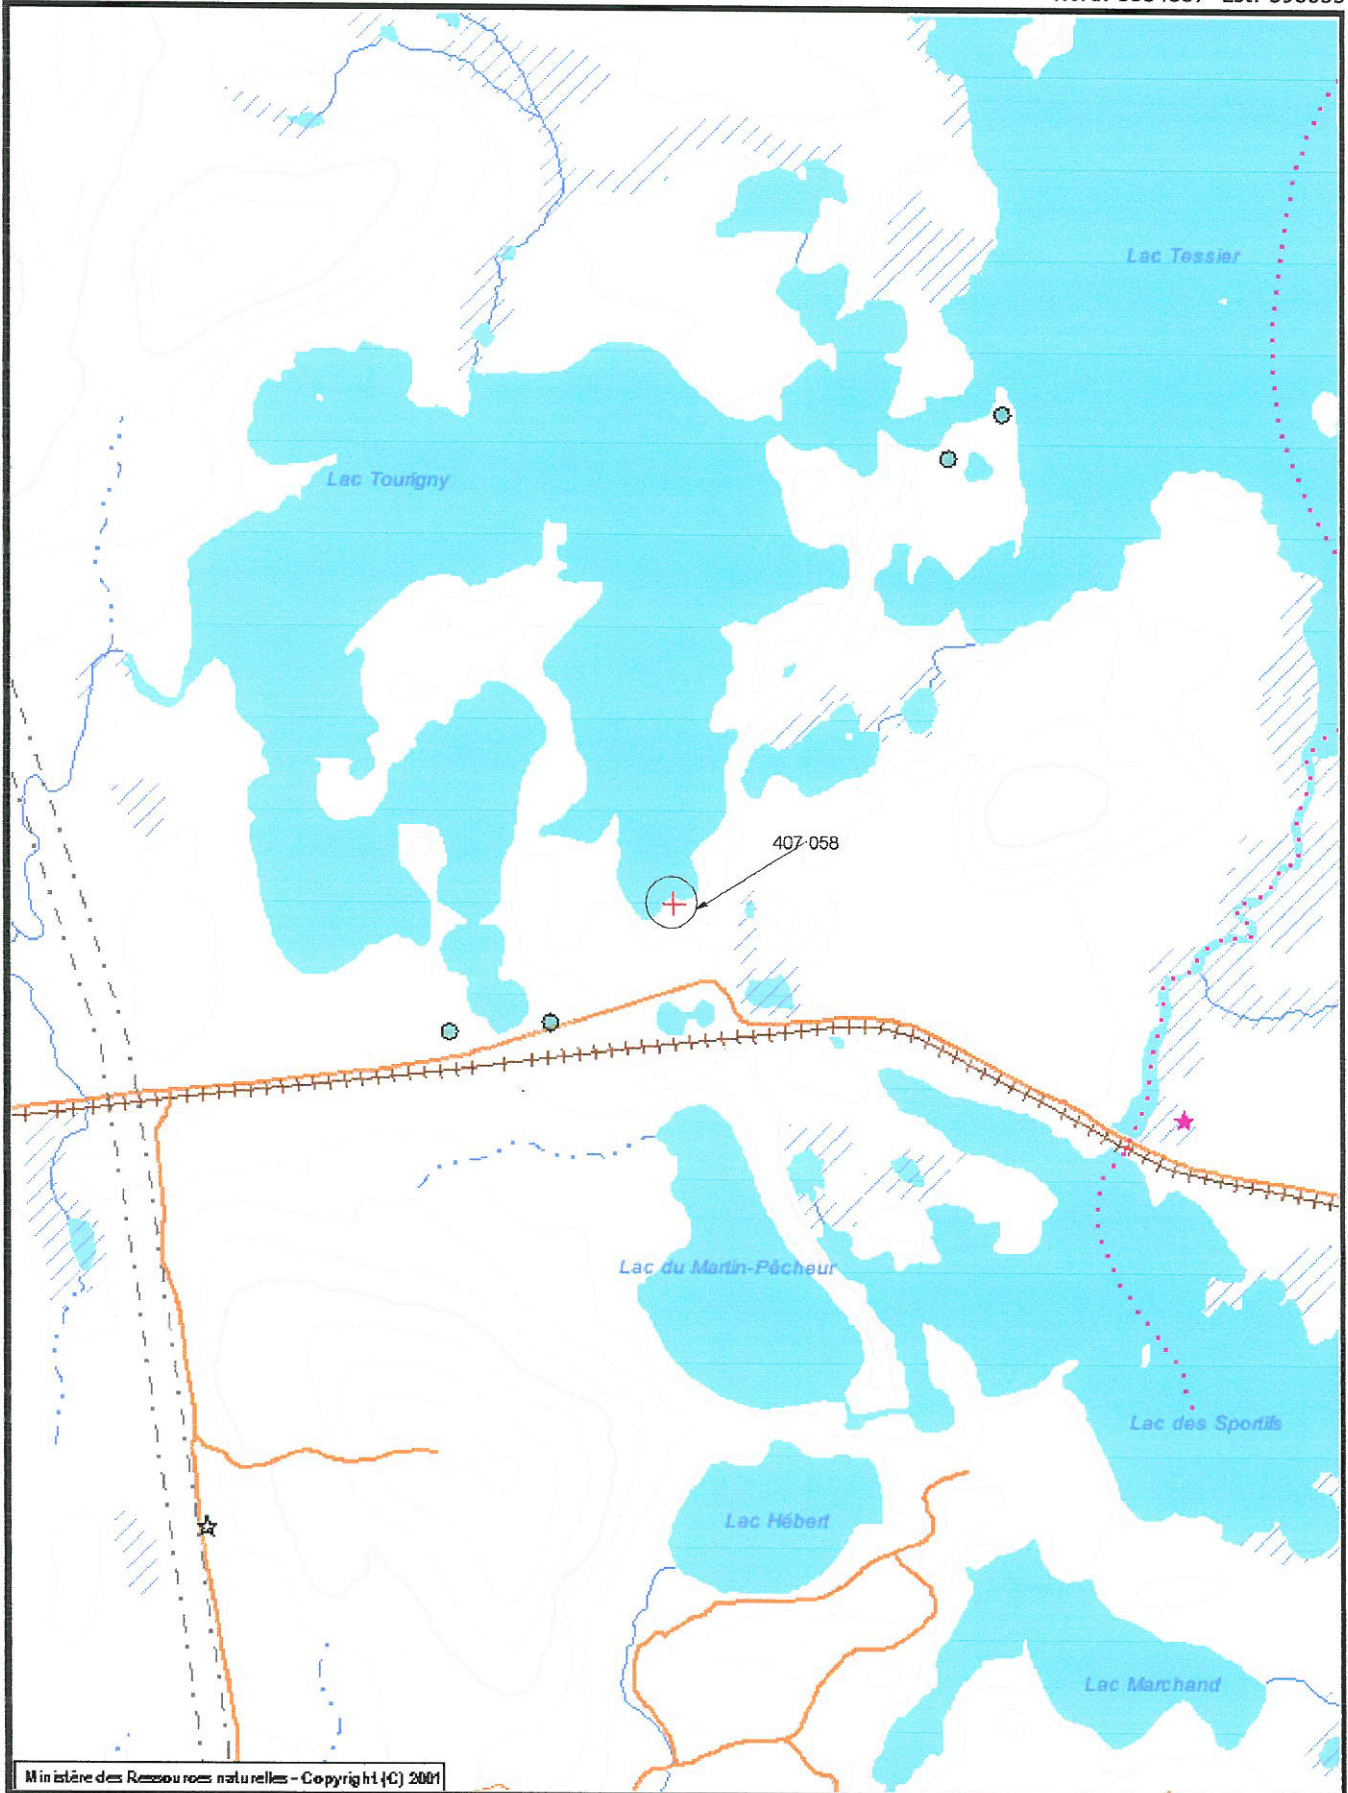 Lac Tessier
Lac Tourigny
407 058
Lac du Martin-Pêcheur
Lac des Sportifs
Lac Hébert
Lac Marchand
Ministère des Ressources naturelles - Copyright (C) 2001